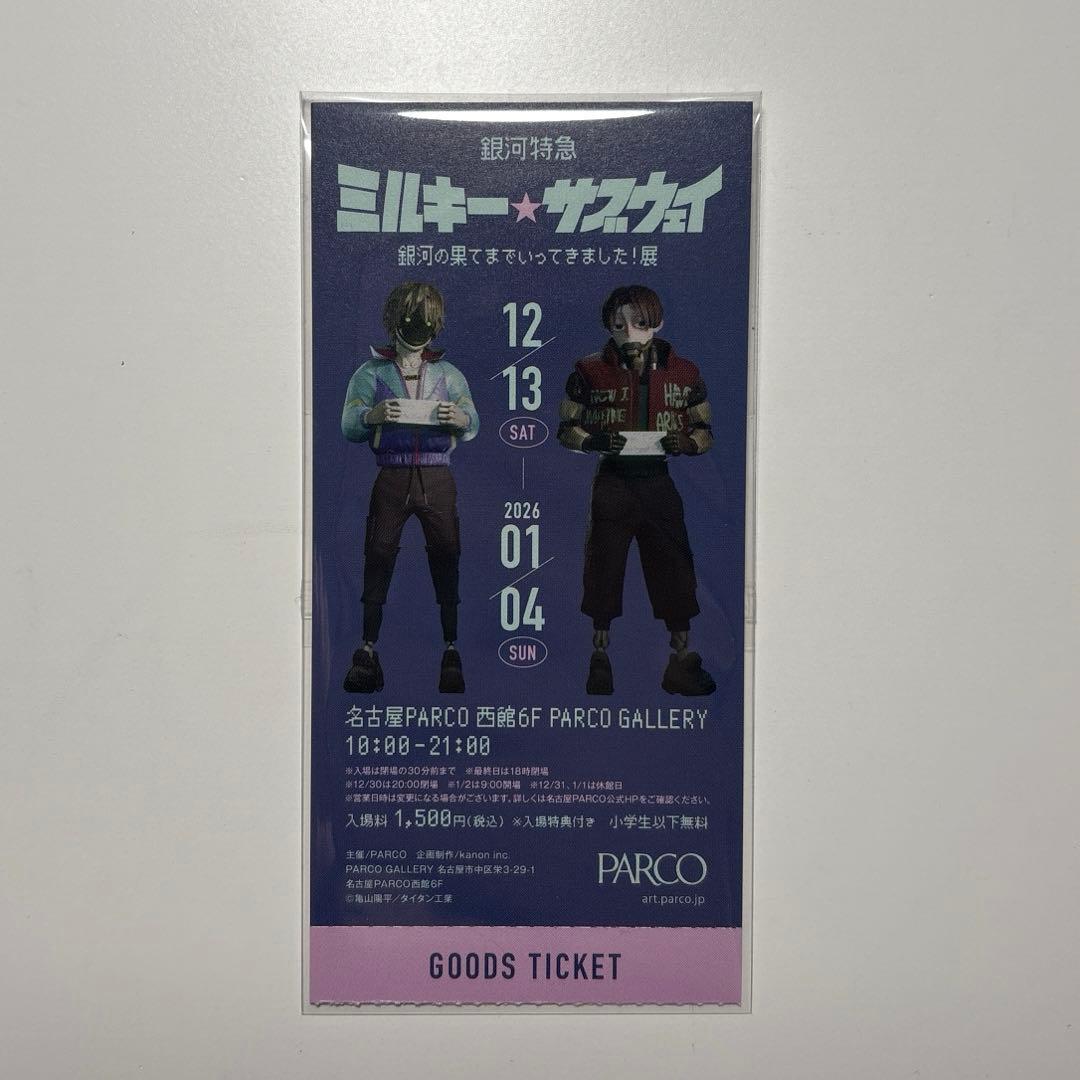 銀河特急
ミルキー★サブウェイ
銀河の果てまでいってきました!展
12/13
SAT
2026
01/04
SUN
NOW I HAVE
MACHINE ARMS
名古屋PARCO 西館6F PARCO GALLERY
10:00-21:00
※入場は閉場の30分前まで ※最終日は18時閉場
※12/30は20:00閉場 ※1/2は9:00開場 ※12/31、1/1は休館日
※営業日時は変更になる場合がございます。詳しくは名古屋PARCO公式HPをご確認ください。
入場料 1,500円(税込) ※入場特典付き 小学生以下無料
主催/PARCO 企画制作/kanon inc.
PARCO GALLERY 名古屋市中区栄3-29-1
名古屋PARCO西館6F
©亀山陽平/タイタン工業
PARCO
art.parco.jp
GOODS TICKET